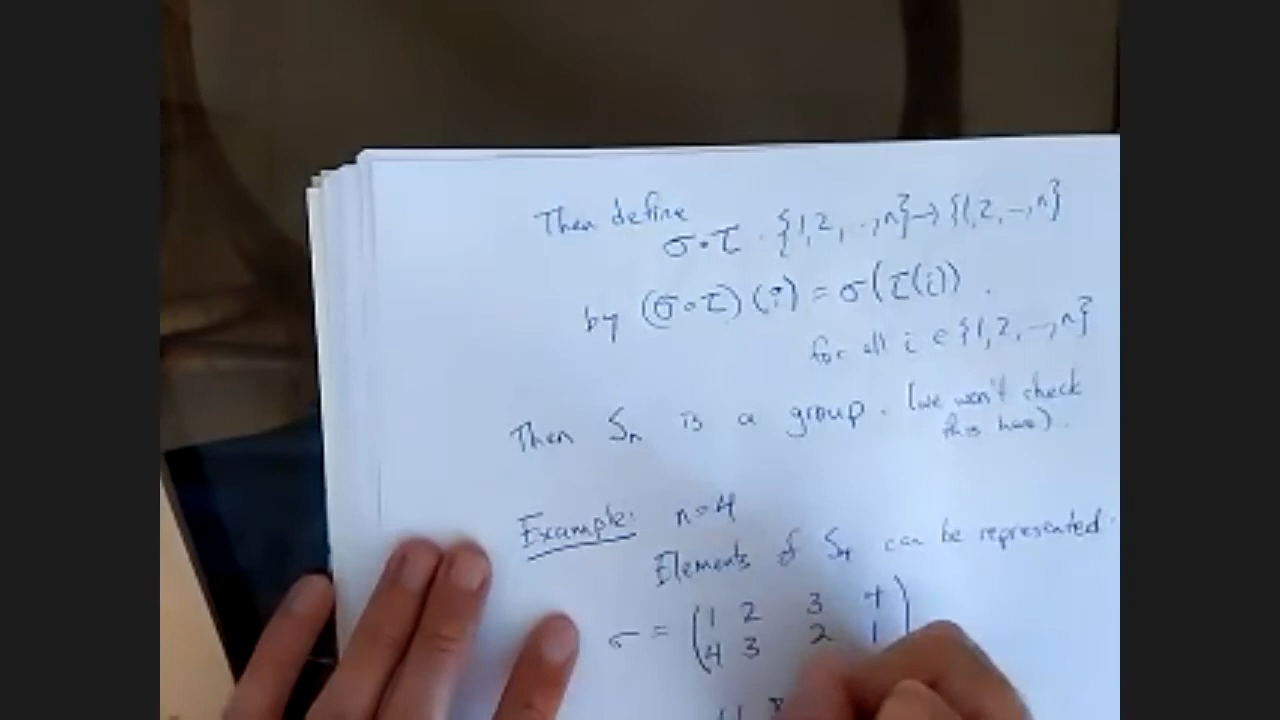 Then define
σ∘τ : {1,2,..,n} → {1,2,..,n}
by (σ∘τ)(i) = σ(τ(i)).
for all i ∈ {1,2,..,n}
Then Sₙ is a group. (we won't check
this here).
Example: n=4
Elements of S₄ can be represented
σ = (1 2 3 4
4 3 2 1)